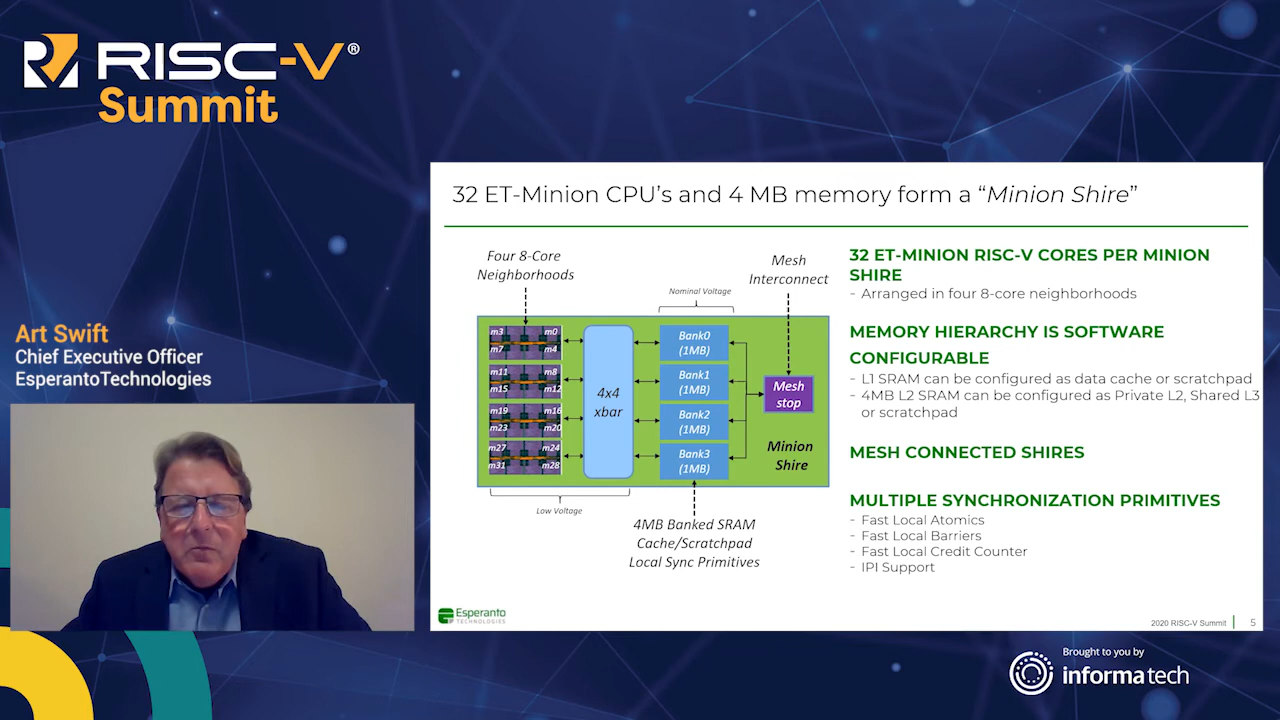 RISC-V®
Summit
32 ET-Minion CPU's and 4 MB memory form a “Minion Shire”
Four 8-Core
Neighborhoods
Mesh
Interconnect
Nominal Voltage
m3 m0
m7 m4
m11 m8
m15 m12
m19 m16
m23 m20
m27 m24
m31 m28
4x4
xbar
Bank0
(1MB)
Bank1
(1MB)
Bank2
(1MB)
Bank3
(1MB)
Mesh
stop
Minion
Shire
Low Voltage
4MB Banked SRAM
Cache/Scratchpad
Local Sync Primitives
32 ET-MINION RISC-V CORES PER MINION
SHIRE
- Arranged in four 8-core neighborhoods
MEMORY HIERARCHY IS SOFTWARE
CONFIGURABLE
- L1 SRAM can be configured as data cache or scratchpad
- 4MB L2 SRAM can be configured as Private L2, Shared L3
or scratchpad
MESH CONNECTED SHIRES
MULTIPLE SYNCHRONIZATION PRIMITIVES
- Fast Local Atomics
- Fast Local Barriers
- Fast Local Credit Counter
- IPI Support
Esperanto
TECHNOLOGIES
2020 RISC-V Summit 5
Art Swift
Chief Executive Officer
EsperantoTechnologies
Brought to you by
informa tech